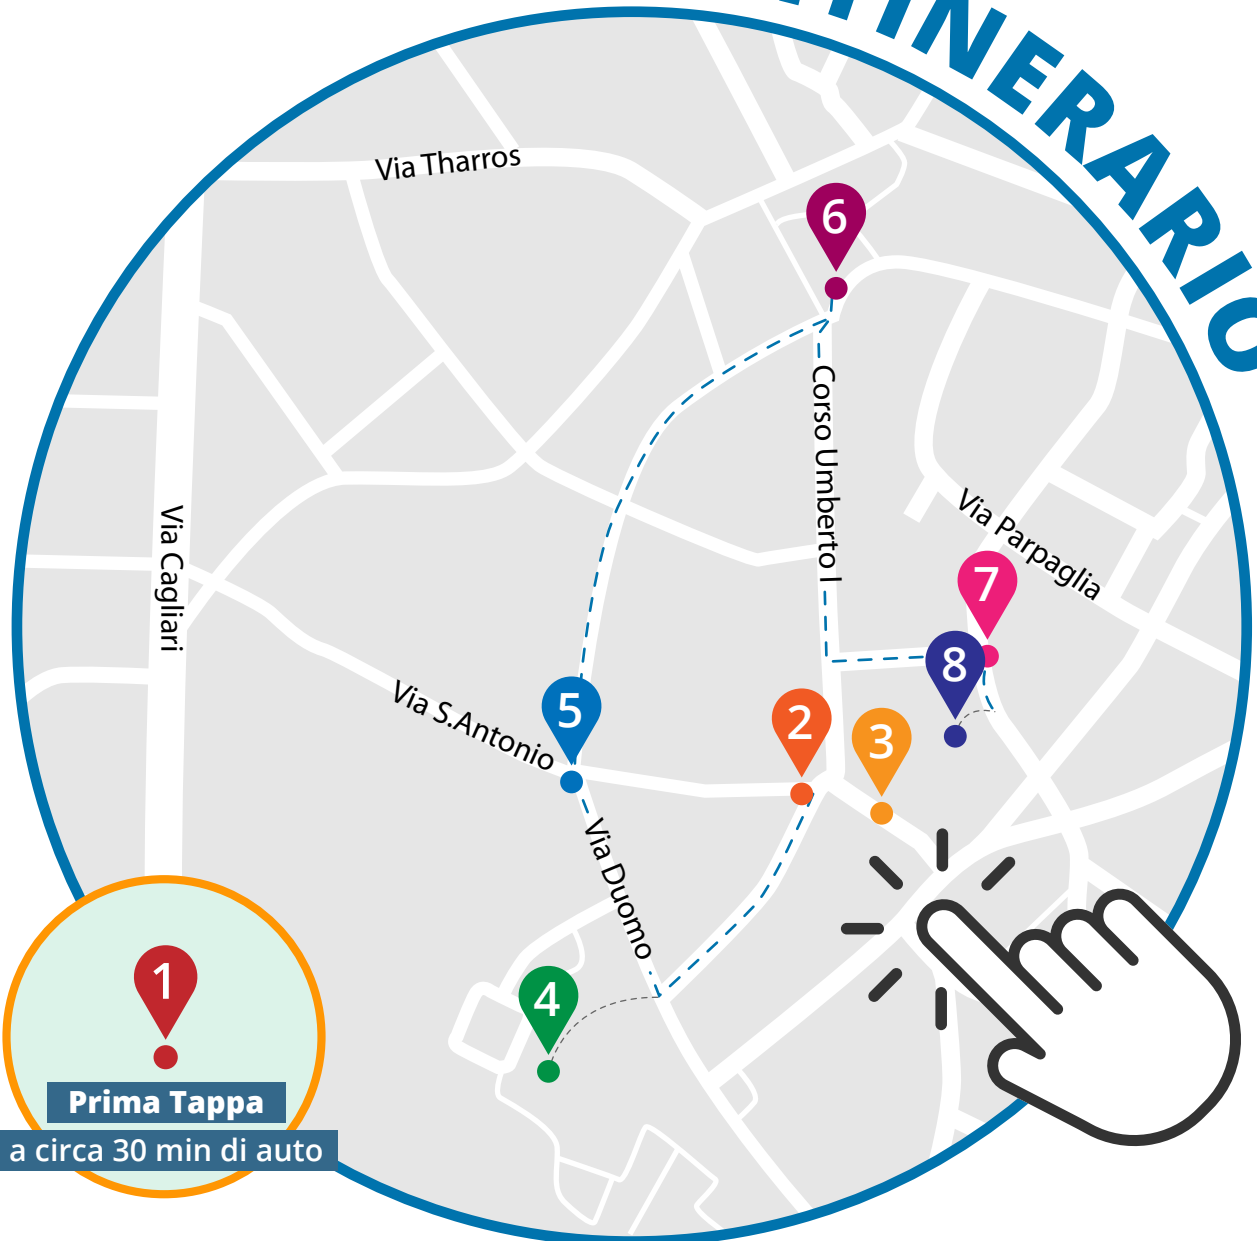 ITINERARIO
Via Tharros
6
Corso Umberto I
Via Parpaglia
Via Cagliari
7
8
Via S.Antonio
5
2
3
Via Duomo
4
1
Prima Tappa
a circa 30 min di auto